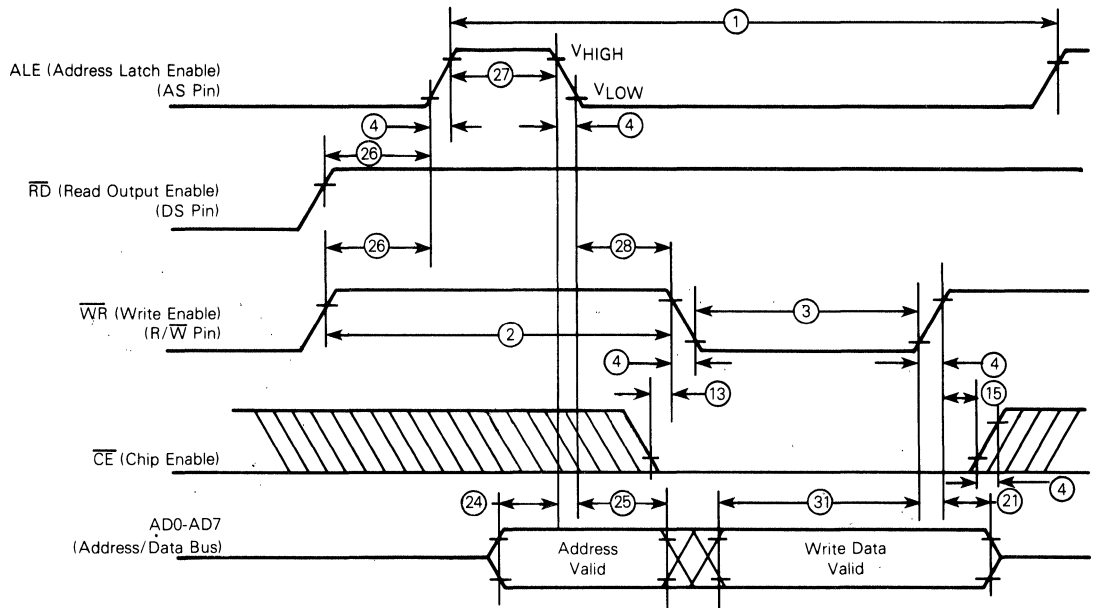 1
ALE (Address Latch Enable)
(AS Pin)
VHIGH
27
VLOW
4
4
26
RD (Read Output Enable)
(DS Pin)
26
28
WR (Write Enable)
(R/W Pin)
2
3
4
4
13
15
CE (Chip Enable)
4
24
25
31
21
AD0-AD7
(Address/Data Bus)
Address
Valid
Write Data
Valid